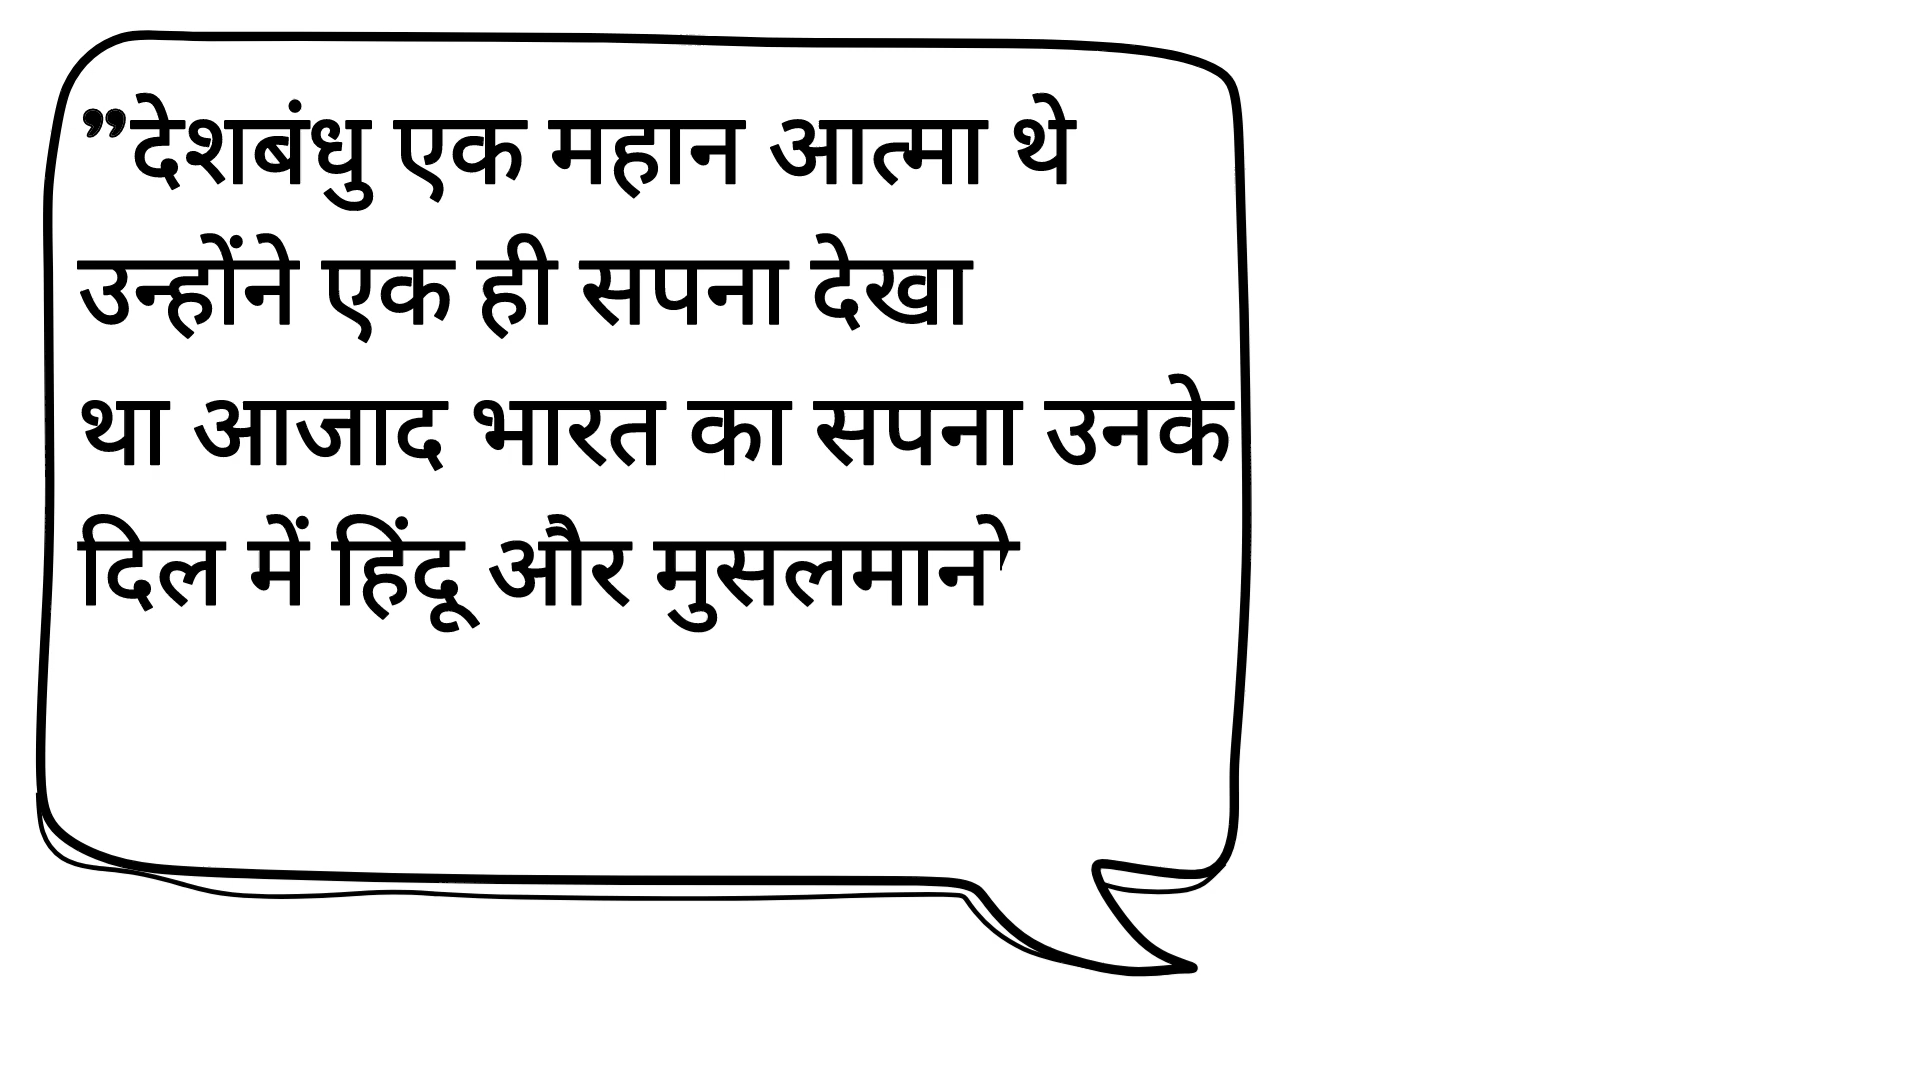 ”देशबंधु एक महान आत्मा थे
उन्होंने एक ही सपना देखा
था आजाद भारत का सपना उनके
दिल में हिंदू और मुसलमाने